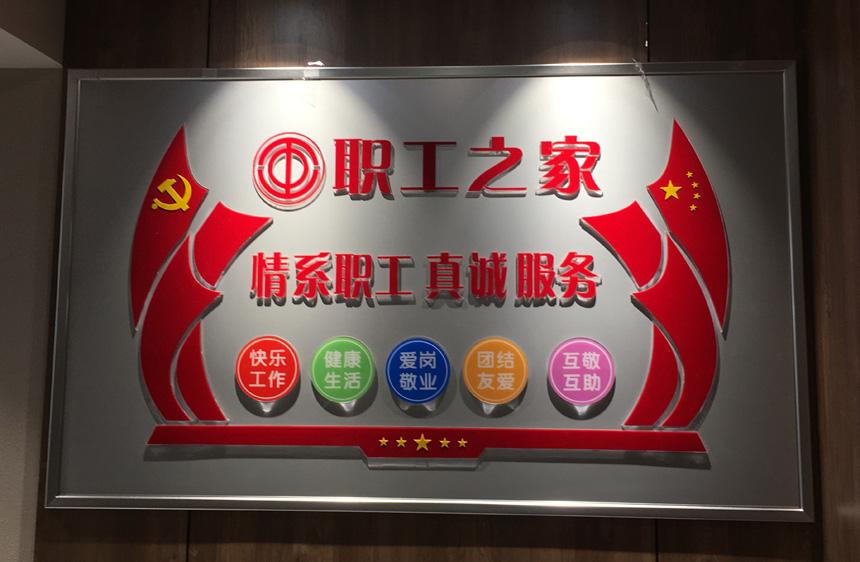 职工之家
情系职工 真诚服务
快乐
工作
健康
生活
爱岗
敬业
团结
友爱
互敬
互助